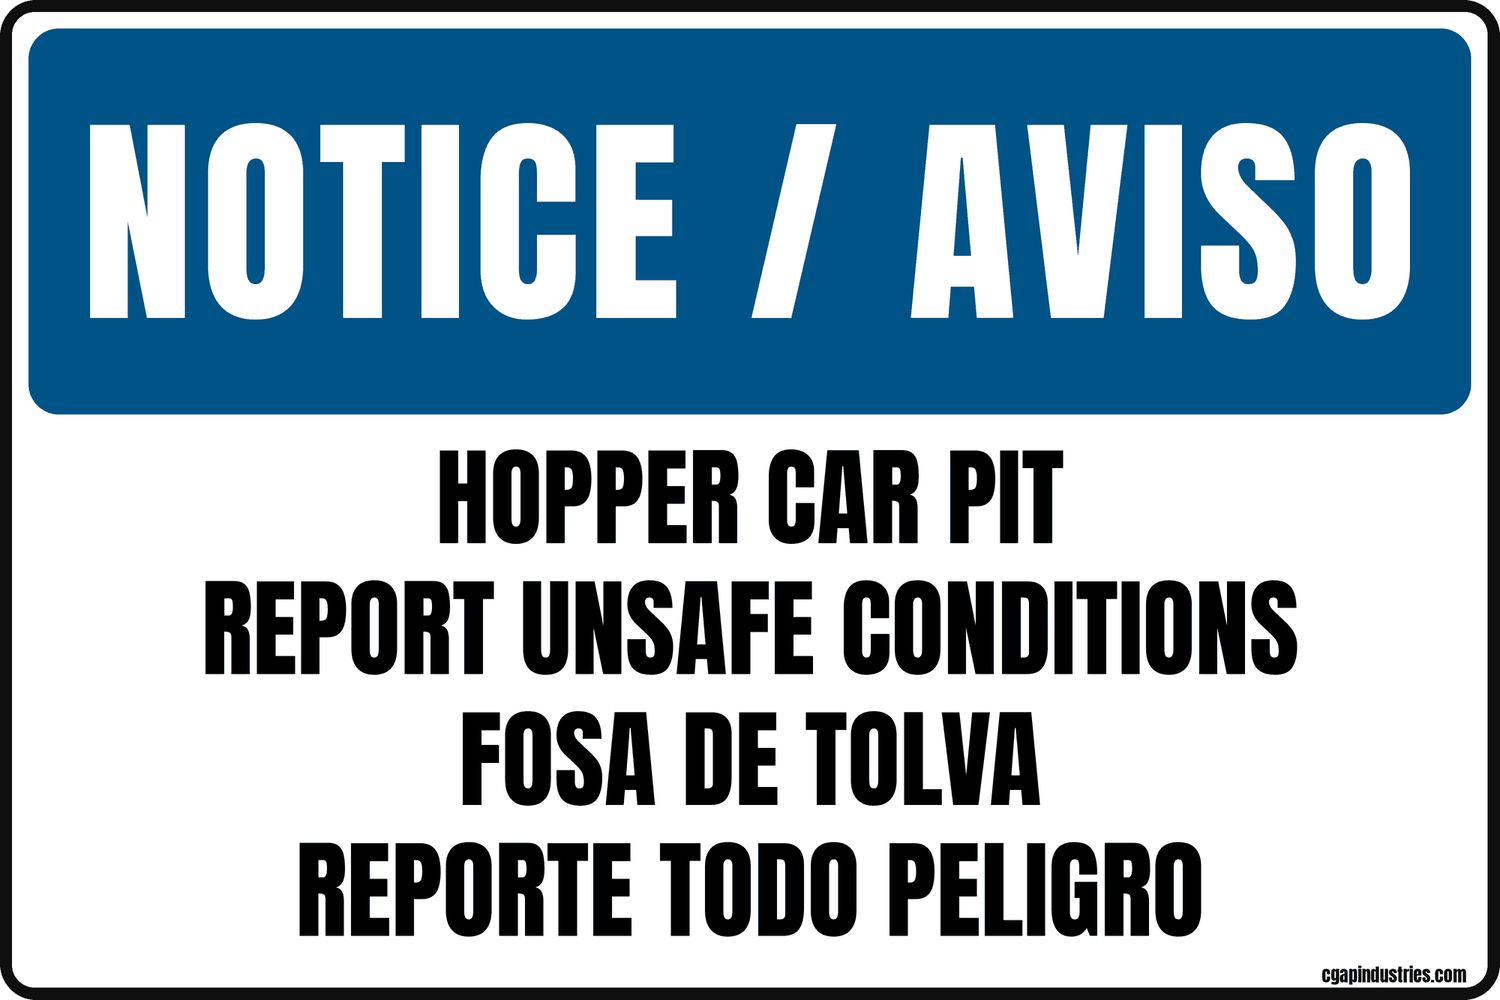 NOTICE / AVISO
HOPPER CAR PIT
REPORT UNSAFE CONDITIONS
FOSA DE TOLVA
REPORTE TODO PELIGRO
cgapindustries.com